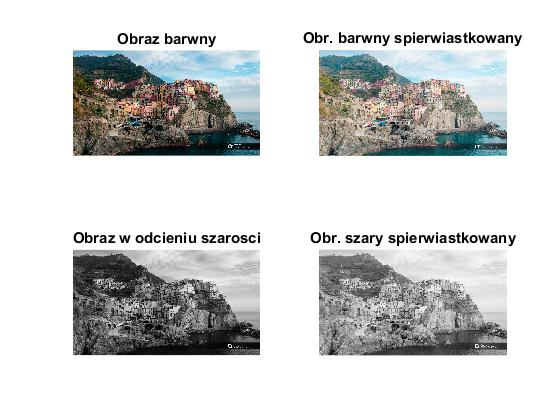 Obraz barwny
Obr. barwny spierwiastkowany
Obraz w odcieniu szarosci
Obr. szary spierwiastkowany